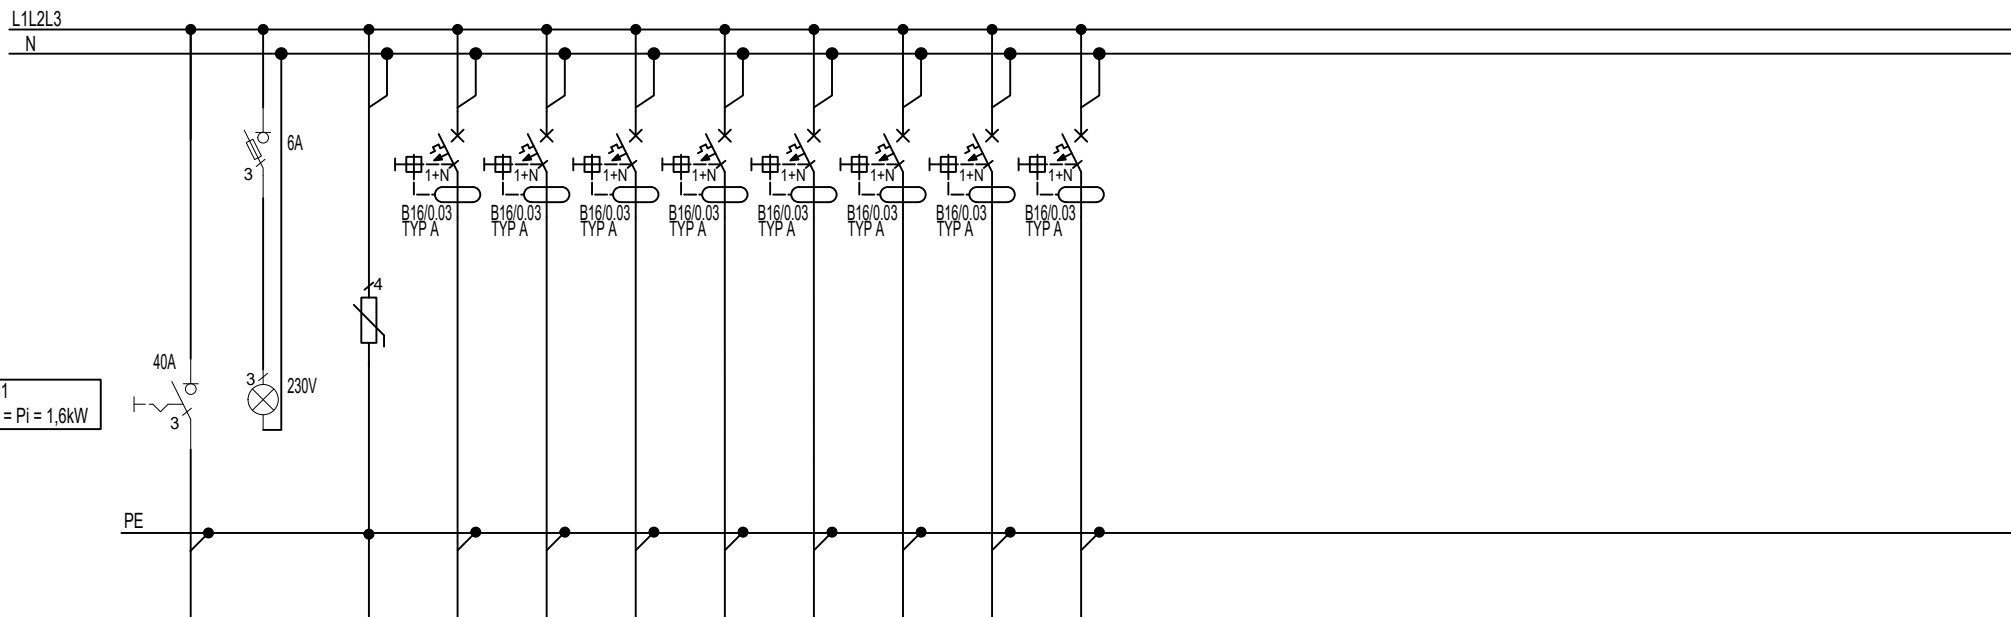 L1L2L3
N
6A
3
1+N 1+N 1+N 1+N 1+N 1+N 1+N 1+N
B16/0.03 B16/0.03 B16/0.03 B16/0.03 B16/0.03 B16/0.03 B16/0.03 B16/0.03
TYP A TYP A TYP A TYP A TYP A TYP A TYP A TYP A
4
40A
3
230V
1
= Pi = 1,6kW
3
PE